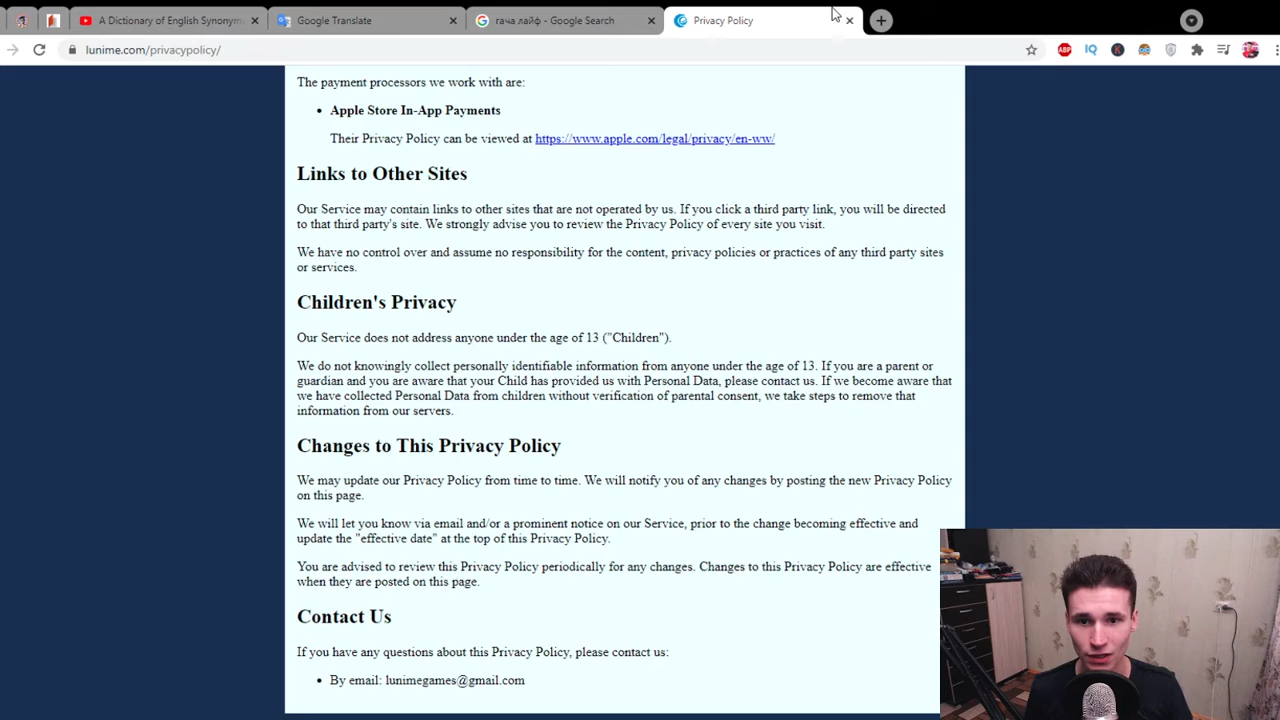 A Dictionary of English Synonym
Google Translate
гача лайф - Google Search
Privacy Policy
lunime.com/privacypolicy/
ABP
IQ
K
The payment processors we work with are:
• Apple Store In-App Payments
Their Privacy Policy can be viewed at https://www.apple.com/legal/privacy/en-ww/
Links to Other Sites
Our Service may contain links to other sites that are not operated by us. If you click a third party link, you will be directed
to that third party's site. We strongly advise you to review the Privacy Policy of every site you visit.
We have no control over and assume no responsibility for the content, privacy policies or practices of any third party sites
or services.
Children's Privacy
Our Service does not address anyone under the age of 13 ("Children").
We do not knowingly collect personally identifiable information from anyone under the age of 13. If you are a parent or
guardian and you are aware that your Child has provided us with Personal Data, please contact us. If we become aware that
we have collected Personal Data from children without verification of parental consent, we take steps to remove that
information from our servers.
Changes to This Privacy Policy
We may update our Privacy Policy from time to time. We will notify you of any changes by posting the new Privacy Policy
on this page.
We will let you know via email and/or a prominent notice on our Service, prior to the change becoming effective and
update the "effective date" at the top of this Privacy Policy.
You are advised to review this Privacy Policy periodically for any changes. Changes to this Privacy Policy are effective
when they are posted on this page.
Contact Us
If you have any questions about this Privacy Policy, please contact us:
• By email: lunimegames@gmail.com